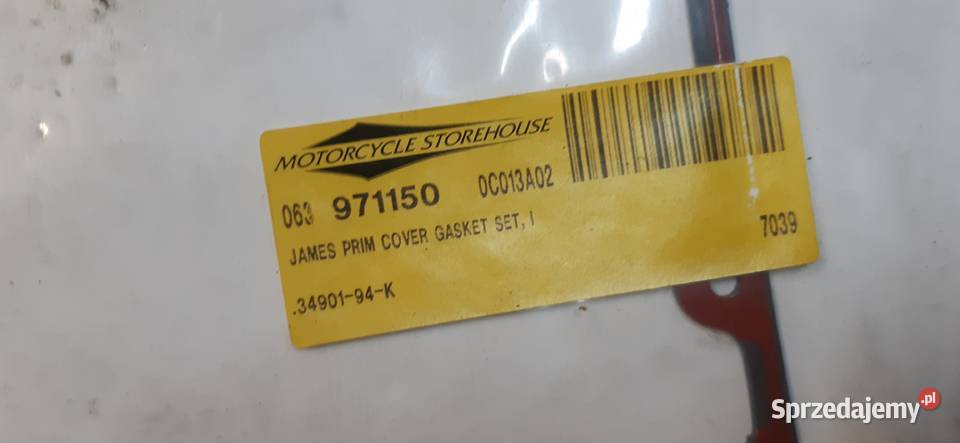 MOTORCYCLE STOREHOUSE
063 971150 0C013A02
JAMES PRIM COVER GASKET SET, I
7039
.34901-94-K
Sprzedajemy.pl